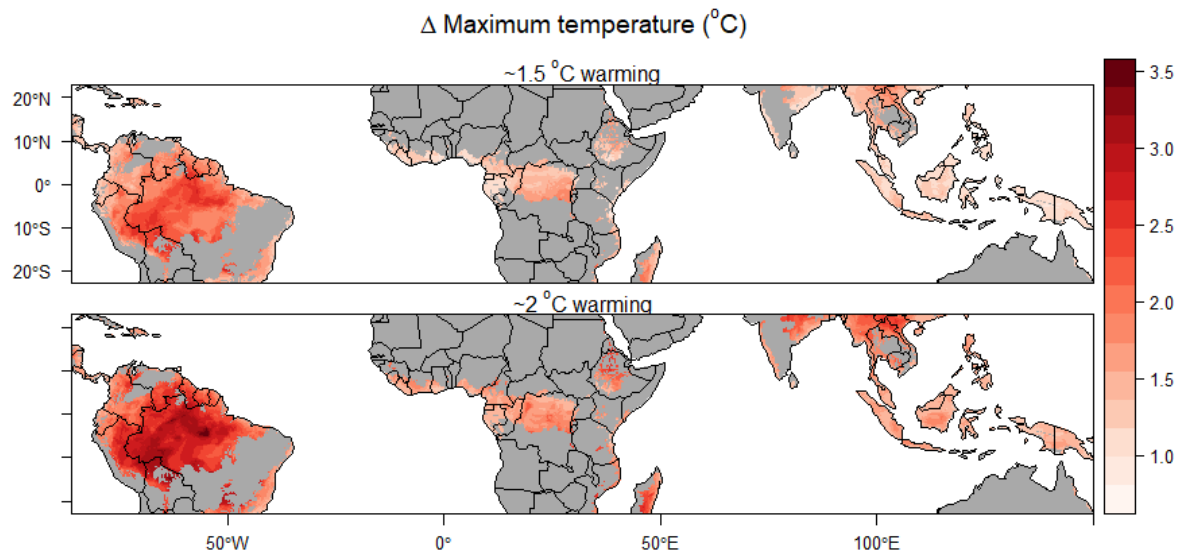 Δ Maximum temperature (°C)
~1.5 °C warming
20°N
10°N
0°
10°S
20°S
~2 °C warming
50°W
0°
50°E
100°E
3.5
3.0
2.5
2.0
1.5
1.0